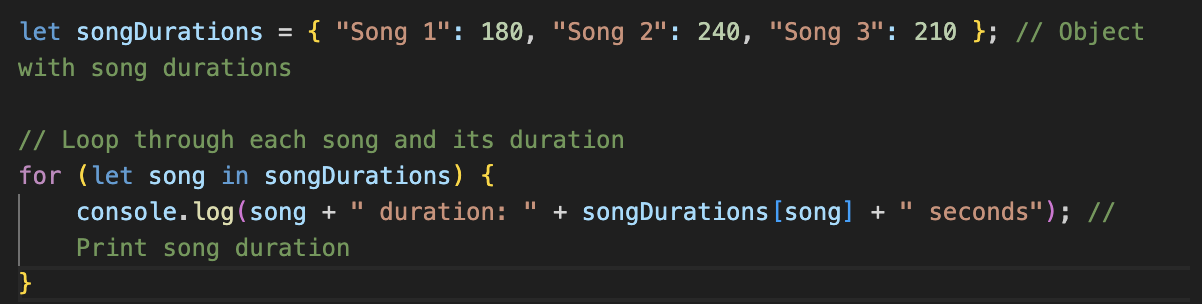 let songDurations = { "Song 1": 180, "Song 2": 240, "Song 3": 210 }; // Object
with song durations

// Loop through each song and its duration
for (let song in songDurations) {
    console.log(song + " duration: " + songDurations[song] + " seconds"); //
    Print song duration
}